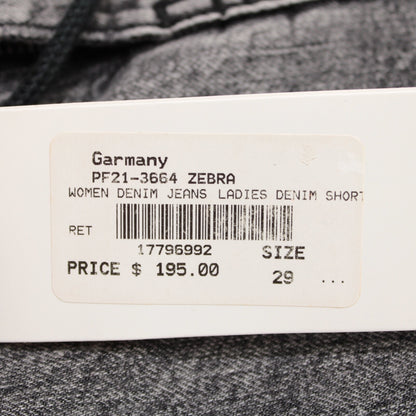 Garmany
PF21-3664 ZEBRA
WOMEN DENIM JEANS LADIES DENIM SHORT
RET
17796992
SIZE
PRICE $ 195.00
29 ...